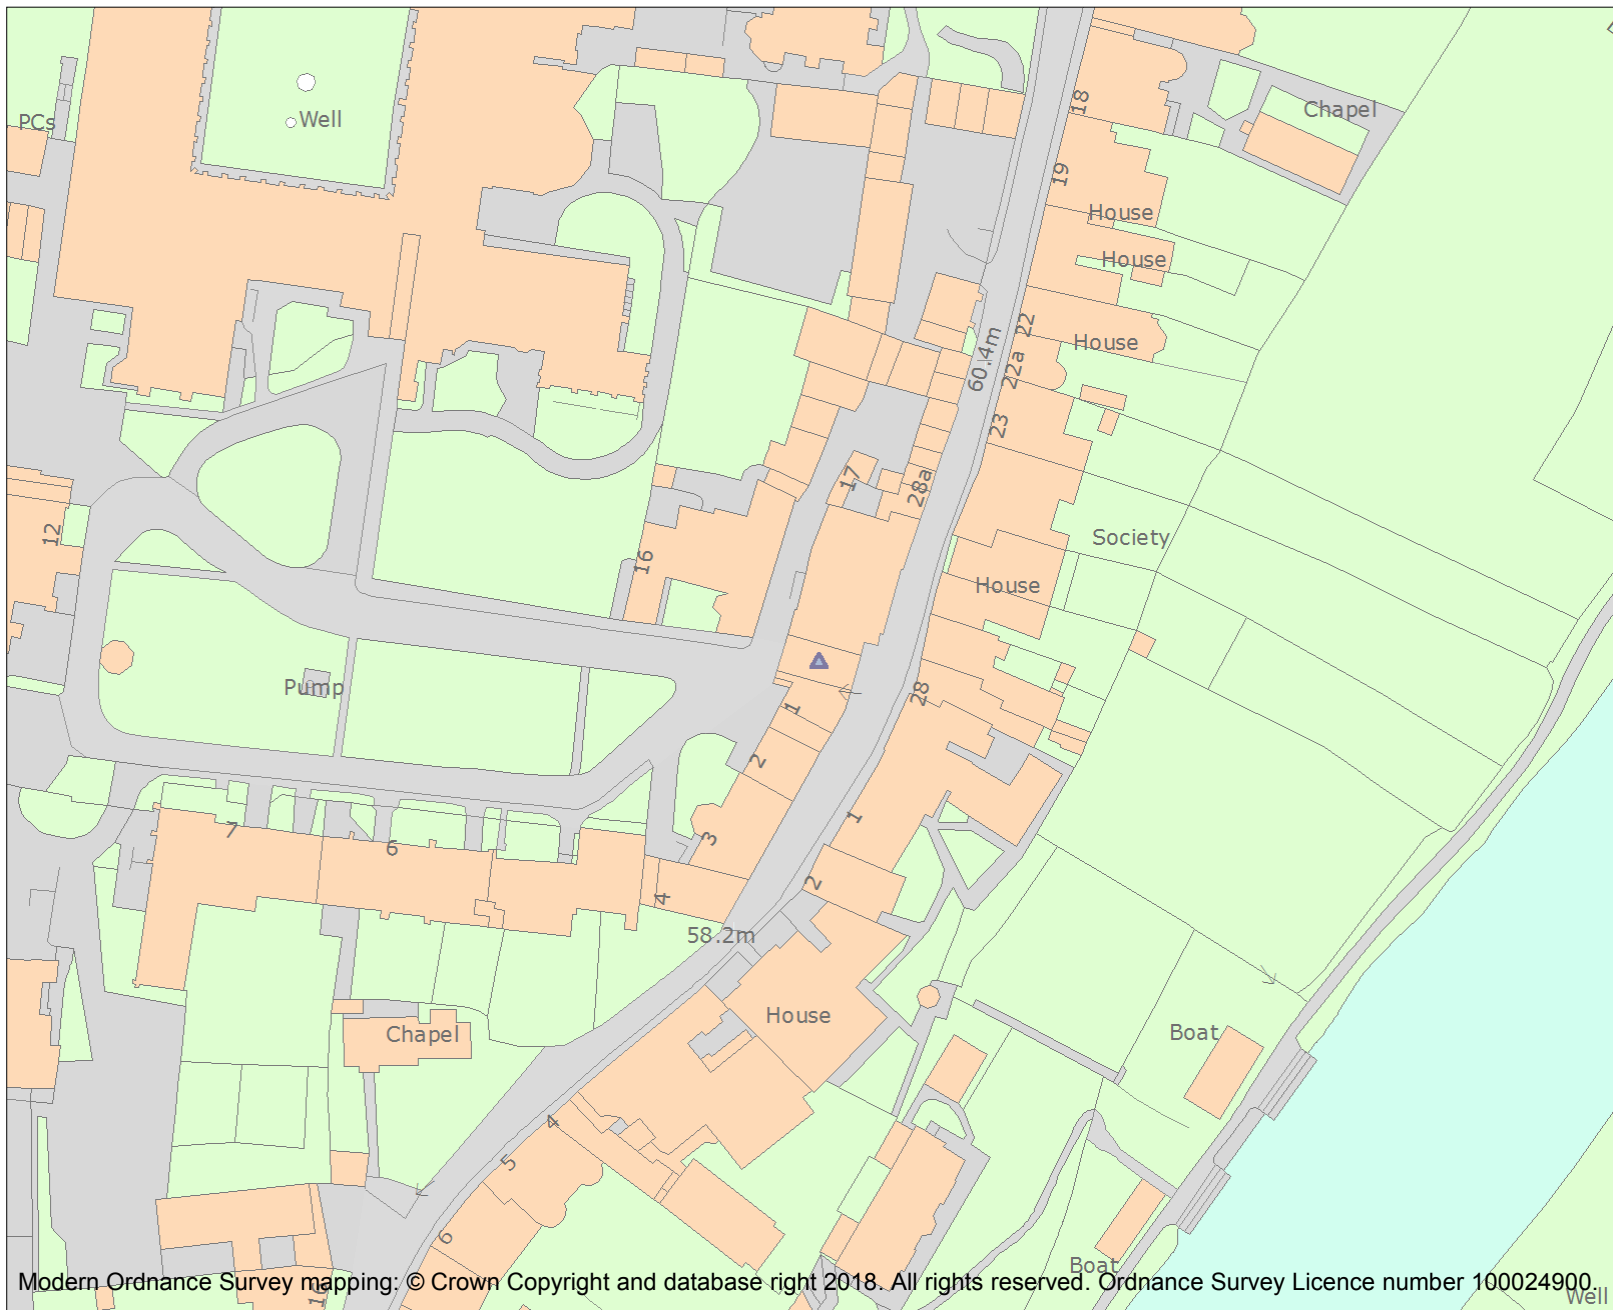 Chapel
18
PCs
Well
19
House
House
22
House
60.4m
22a
23
17
28a
12
Society
16
House
Pump
28
1
2
1
7
3
6
2
4
58.2m
House
Chapel
Boat
4
5
6
Boat
16
Modern Ordnance Survey mapping: © Crown Copyright and database right 2018. All rights reserved. Ordnance Survey Licence number 100024900.
Well